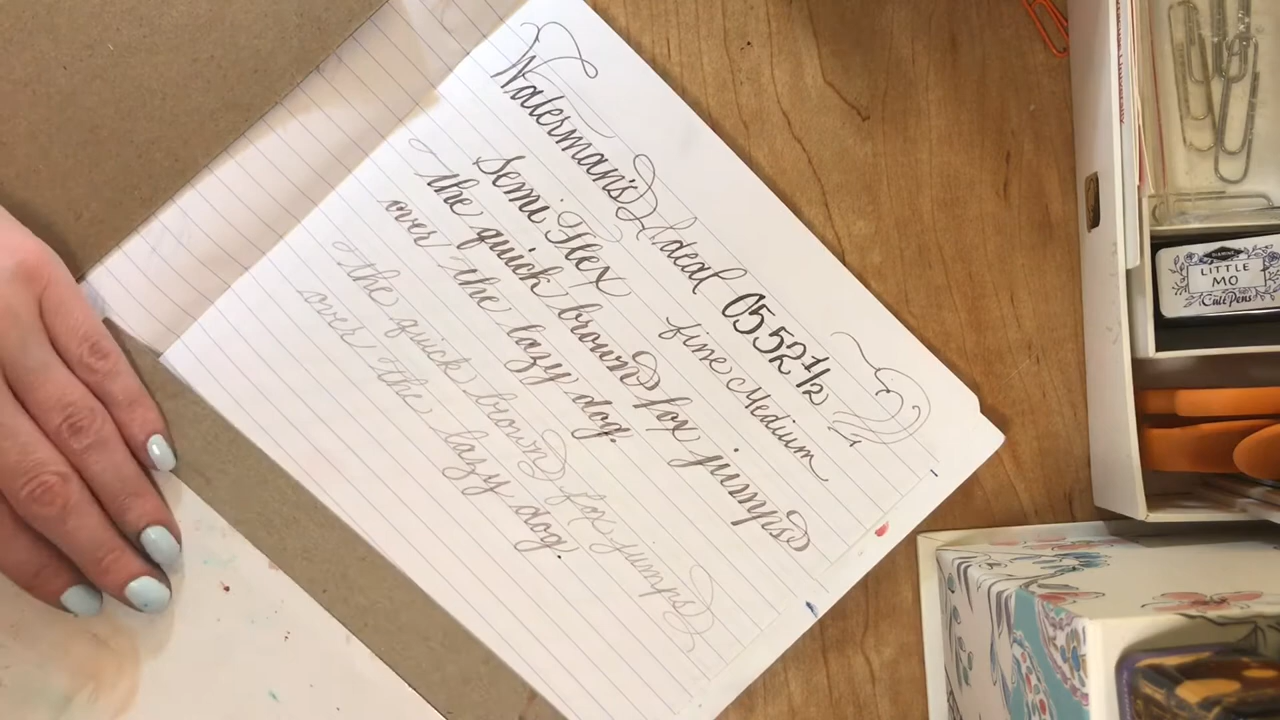 Waterman's Ideal 0552½
Semi Flex fine Medium
the quick brown fox jumps
over the lazy dog.
the quick brown fox jumps
over the lazy dog.
LITTLE
MO
Cult Pens